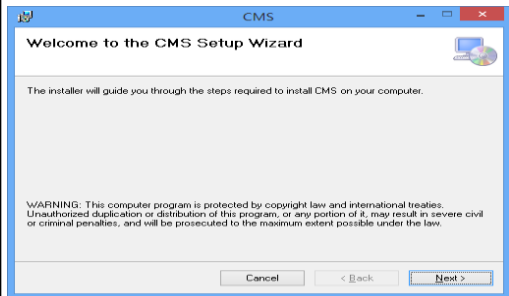 CMS
Welcome to the CMS Setup Wizard
The installer will guide you through the steps required to install CMS on your computer.
WARNING: This computer program is protected by copyright law and international treaties.
Unauthorized duplication or distribution of this program, or any portion of it, may result in severe civil
or criminal penalties, and will be prosecuted to the maximum extent possible under the law.
Cancel
< Back
Next >